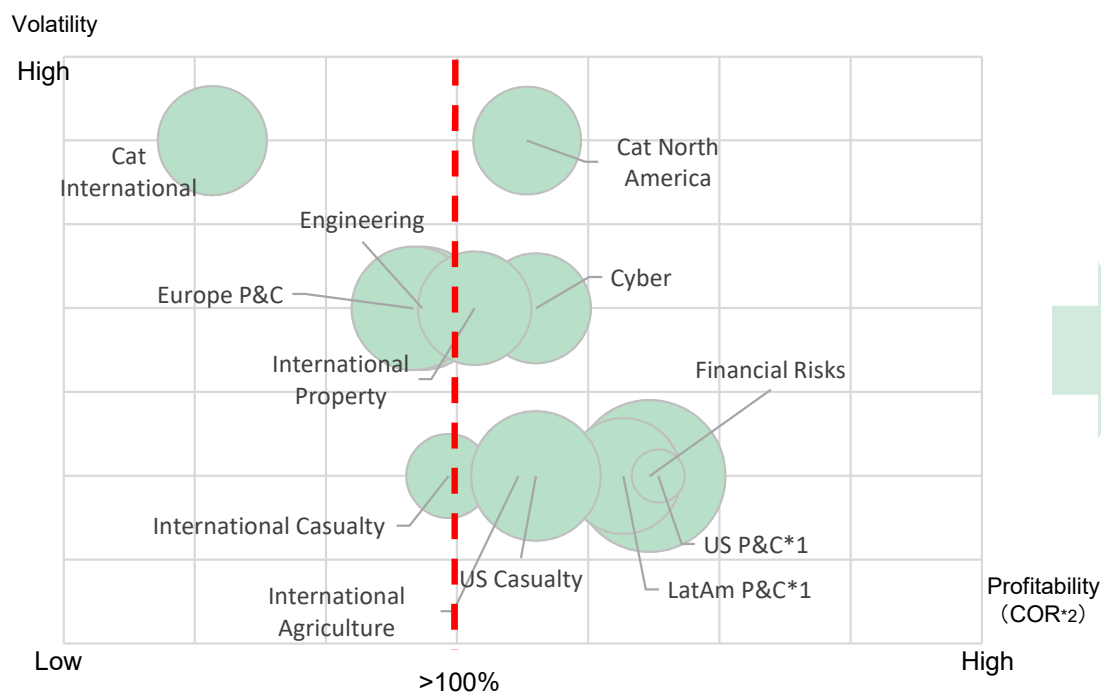 Volatility
High
Cat
International
Cat North
America
Engineering
Europe P&C
Cyber
International
Property
Financial Risks
International Casualty
US P&C*1
US Casualty
LatAm P&C*1
International
Agriculture
Profitability
（COR*2）
Low
>100%
High